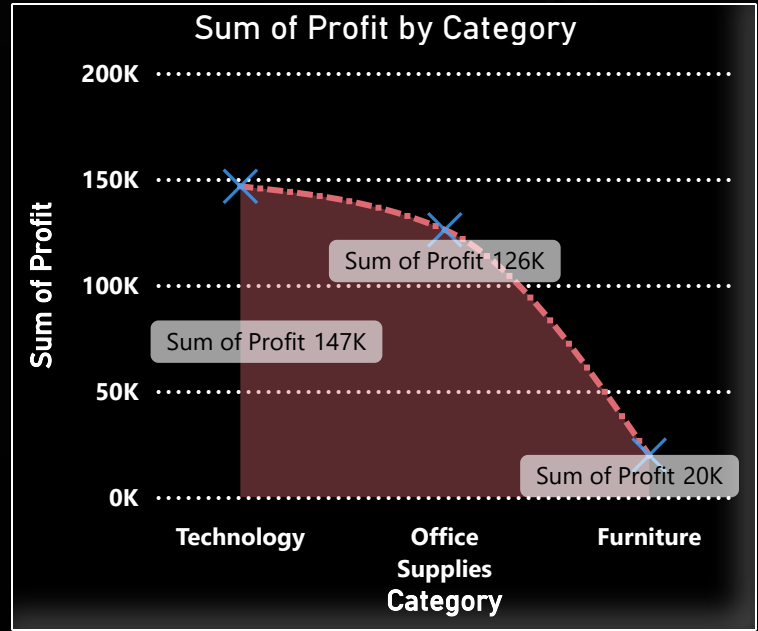 Sum of Profit by Category
200K
150K
100K
50K
0K
Sum of Profit
Sum of Profit 147K
Sum of Profit 126K
Sum of Profit 20K
Technology
Office
Supplies
Furniture
Category